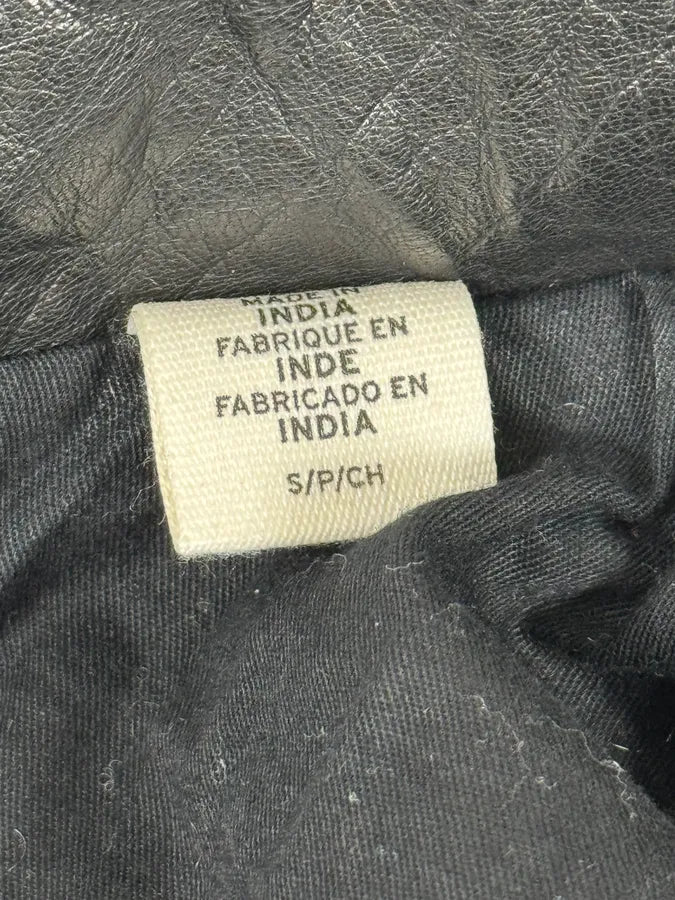 MADE IN
INDIA
FABRIQUE EN
INDE
FABRICADO EN
INDIA
S/P/CH